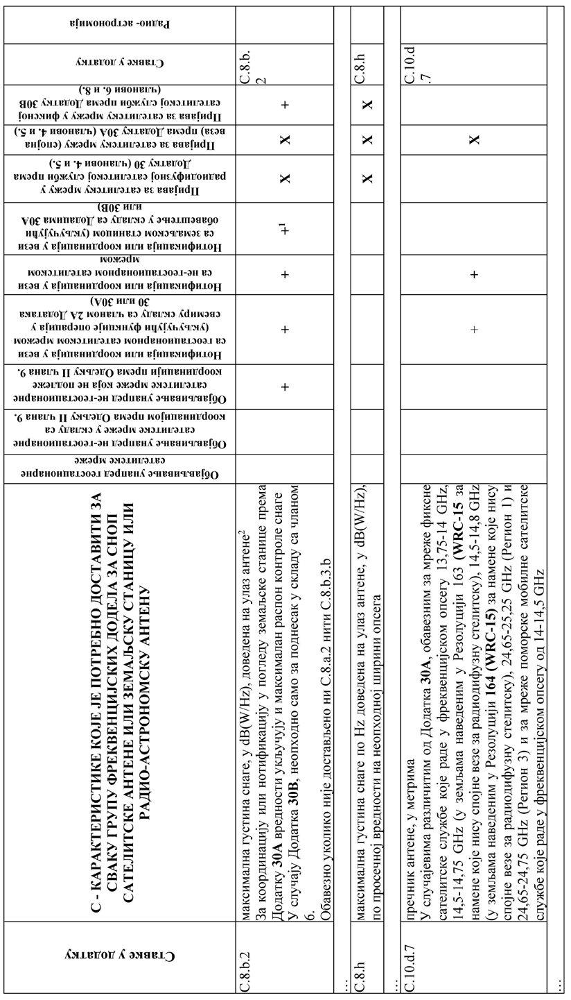 Ставке у додатку
С - КАРАКТЕРИСТИКЕ КОЈЕ ЈЕ ПОТРЕБНО ДОСТАВИТИ ЗА
СВАКУ ГРУПУ ФРЕКВЕНЦИЈСКИХ ДОДЕЛА ЗА СНОП
САТЕЛИТСКЕ АНТЕНЕ ИЛИ ЗЕМАЉСКУ СТАНИЦУ ИЛИ
РАДИО-АСТРОНОМСКУ АНТЕНУ
Објављивање унапред геостационарне
сателитске мреже
Објављивање унапред не-геостационарне
сателитске мреже у складу са
координацијом према Одељку II члана 9.
Објављивање унапред не-геостационарне
сателитске мреже која не подлеже
координацији према Одељку II члана 9.
Нотификација или координација у вези
са геостационарном сателитском мрежом
(укључујући функције операција у
свемиру складу са чланом 2А Додатака
30 или 30А)
Нотификација или координација у вези
са не-геостационарном сателитском
мрежом
Нотификација или координација у вези
са земаљском станицом (укључујући
обавештење у складу са Додацима 30А
или 30В)
Пријава за сателитску мрежу у
радиодифузној сателитској служби према
Додатку 30 (чланови 4. и 5.)
Пријава за сателитску мрежу (спојна
веза) према Додатку 30А (чланови 4. и 5.)
Пријава за сателитску мрежу у фиксној
сателитској служби према Додатку 30В
(чланови 6. и 8.)
Ставке у додатку
Радио- астрономија
C.8.b.2
максимална густина снаге, у dB(W/Hz), доведена на улаз антене2
За координацију или нотификацију у погледу земаљске станице према
Додатку 30А вредности укључују и максималан распон контроле снаге
У случају Додатка 30В, неопходно само за поднесак у складу са чланом
6.
Обавезно уколико није достављено ни C.8.a.2 нити C.8.b.3.b
+
+
+
+1
X
X
+
C.8.b.
2
…
…
C.8.h
максимална густина снаге по Hz доведена на улаз антене, у dB(W/Hz),
по просечној вредности на неопходној ширини опсега
X
X
X
C.8.h
…
…
C.10.d.7
пречник антене, у метрима
У случајевима различитим од Додатка 30А, обавезним за мреже фиксне
сателитске службе које раде у фреквенцијском опсегу 13,75-14 GHz,
14,5-14,75 GHz (у земљама наведеним у Резолуцији 163 (WRC-15 за
намене које нису спојне везе за радиодифузну стелитску), 14,5-14,8 GHz
(у земљама наведеним у Резолуцији 164 (WRC-15) за намене које нису
спојне везе за радиодифузну стелитску), 24,65-25,25 GHz (Регион 1) и
24,65-24,75 GHz (Регион 3) и за мреже поморске мобилне сателитске
службе које раде у фреквенцијском опсегу од 14-14,5 GHz
+
+
X
C.10.d
.7
…
…